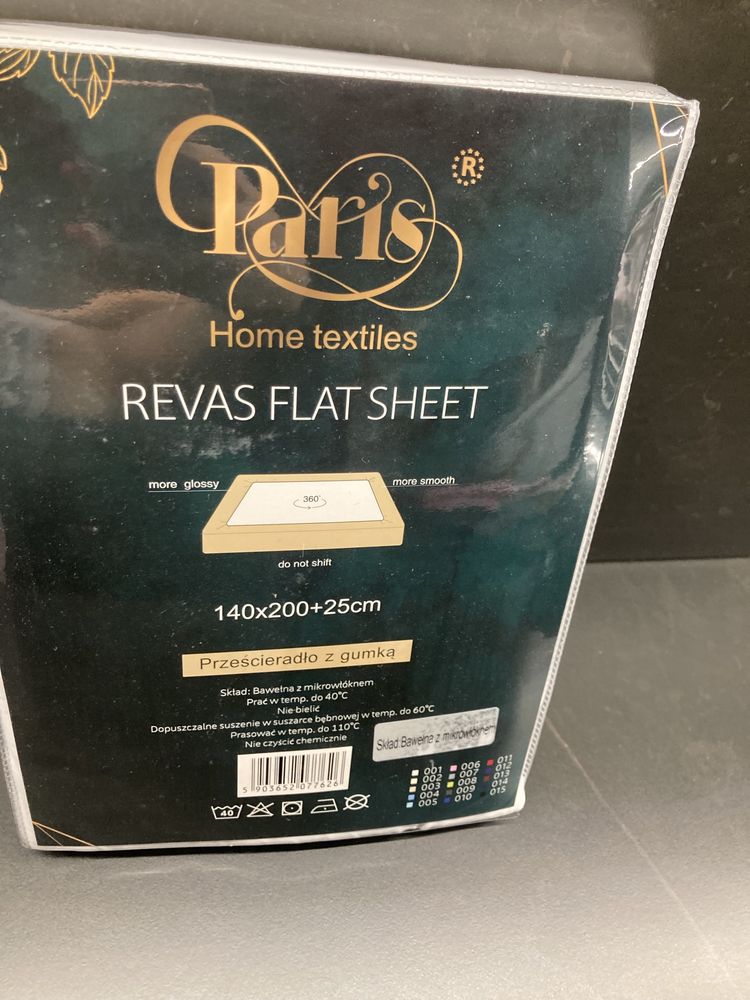 Paris
R
Home textiles
REVAS FLAT SHEET
more glossy
more smooth
360°
do not shift
140x200+25cm
Prześcieradło z gumką
Skład: Bawełna z mikrowłóknem
Prać w temp. do 40°C
Nie bielić
Dopuszczalne suszenie w suszarce bębnowej w temp. do 60°C
Prasować w temp. do 110°C
Nie czyścić chemicznie
Skład:Bawełna z mikrowłóknem
5 903652 077626
40
001 006 011
002 007 012
003 008 013
004 009 014
005 010 015